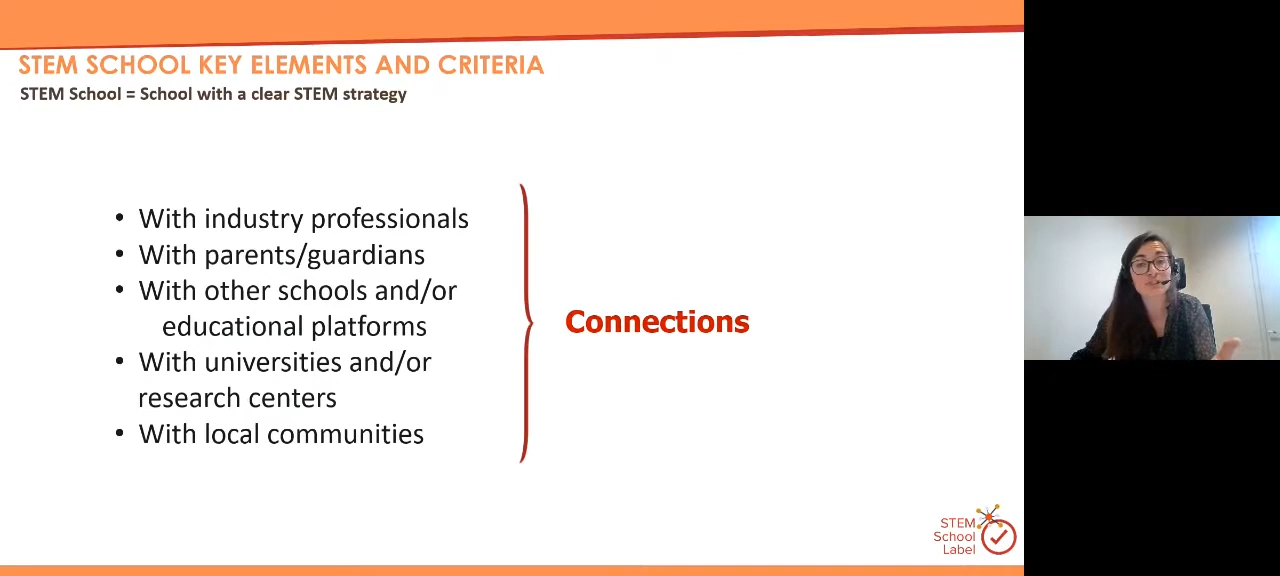 STEM SCHOOL KEY ELEMENTS AND CRITERIA
STEM School = School with a clear STEM strategy
• With industry professionals
• With parents/guardians
• With other schools and/or
educational platforms
• With universities and/or
research centers
• With local communities
Connections
STEM
School
Label